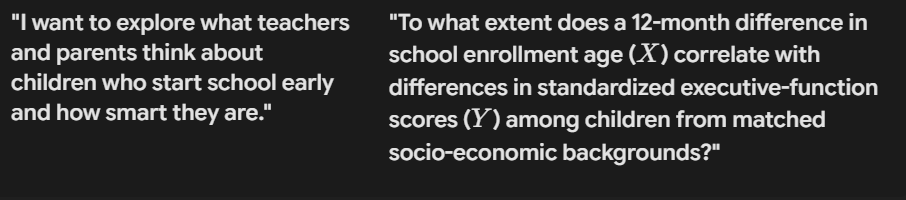 "I want to explore what teachers
and parents think about
children who start school early
and how smart they are."
"To what extent does a 12-month difference in
school enrollment age (X) correlate with
differences in standardized executive-function
scores (Y) among children from matched
socio-economic backgrounds?"